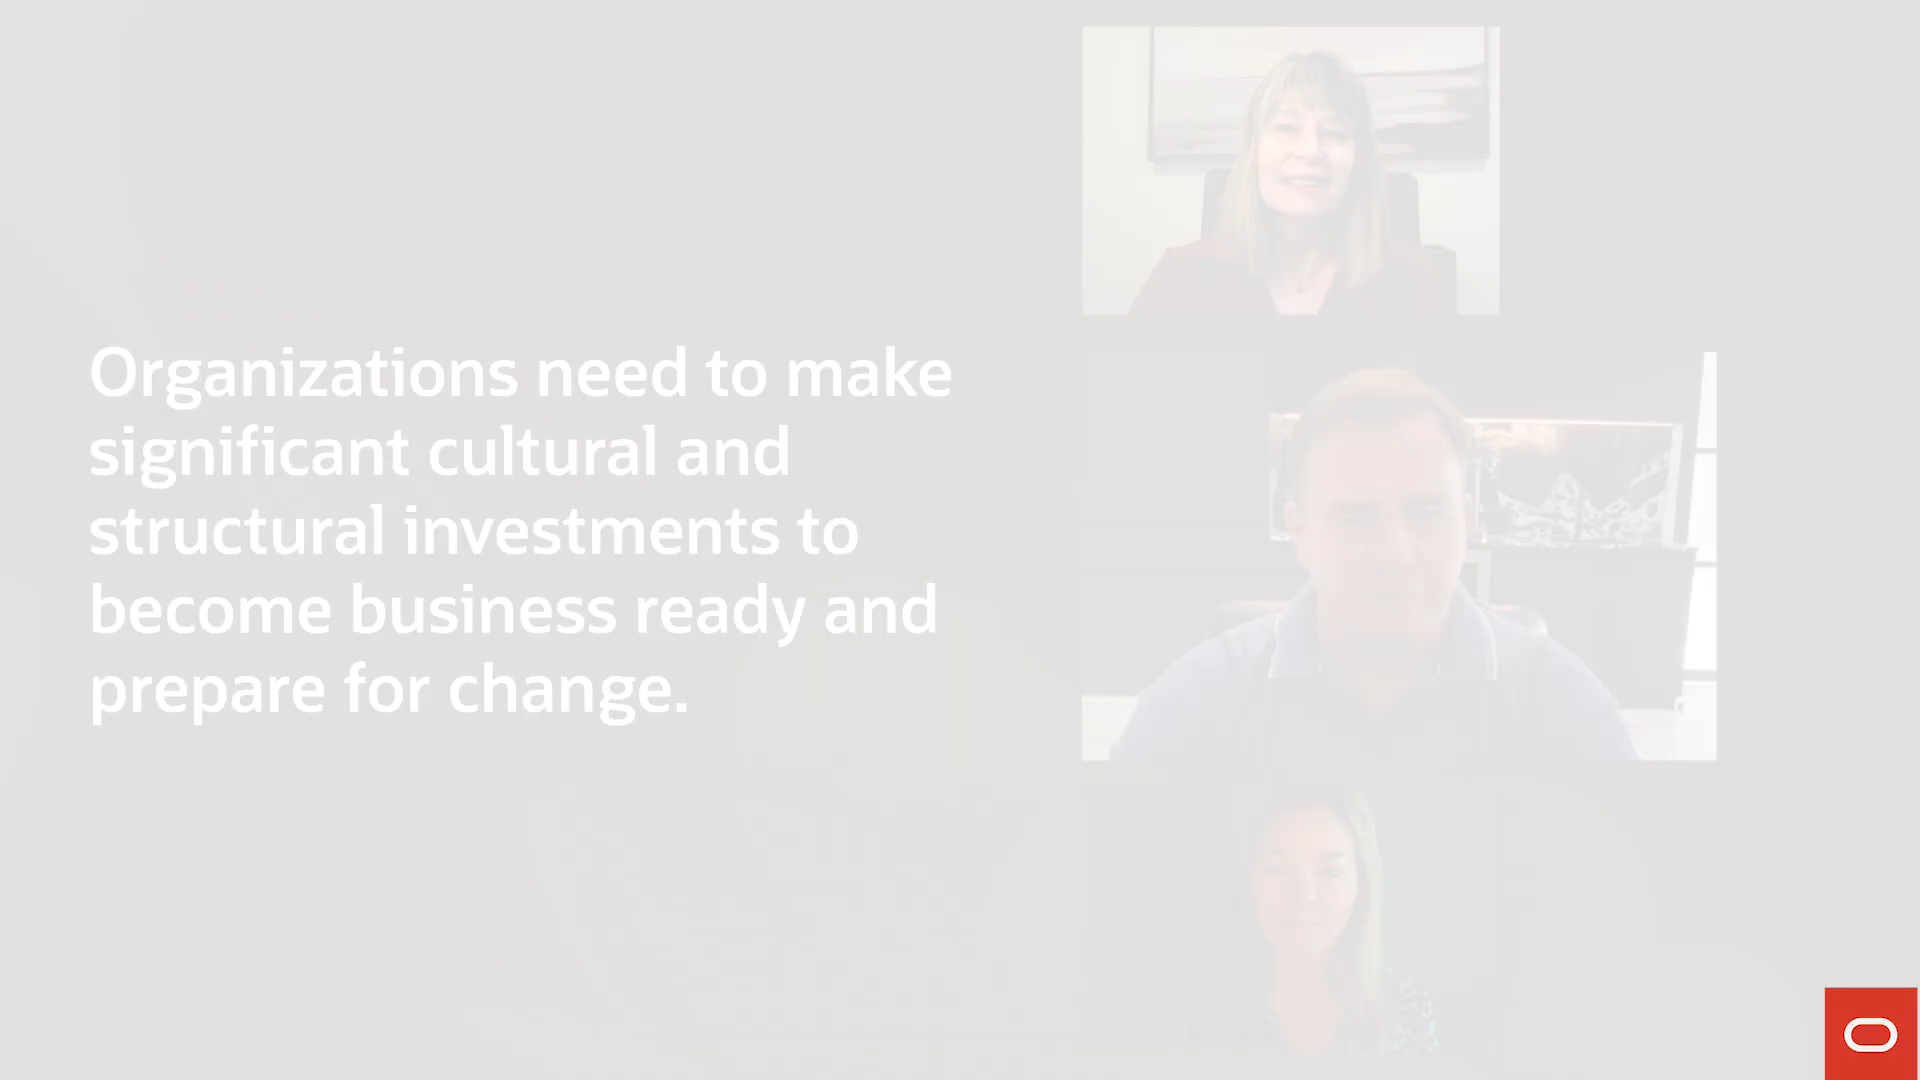 Organizations need to make
significant cultural and
structural investments to
become business ready and
prepare for change.